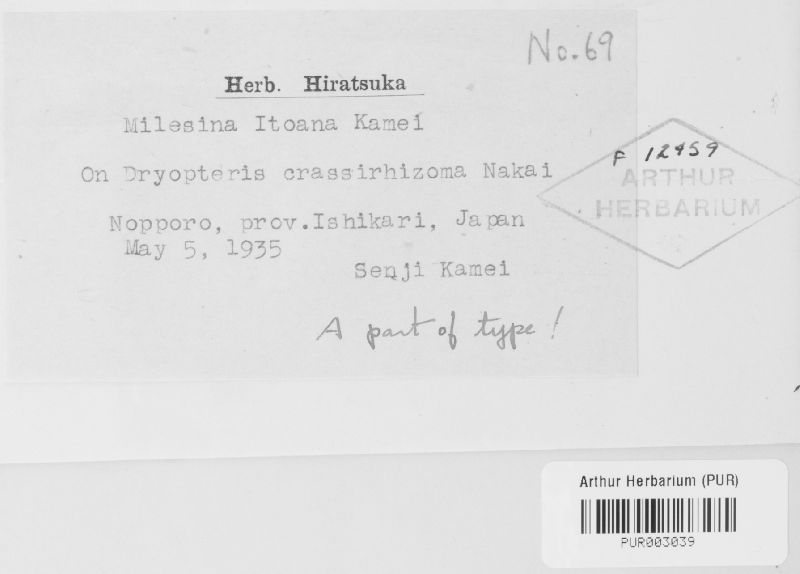 No. 69
Herb. Hiratsuka
Milesina Itoana Kamei
On Dryopteris crassirhizoma Nakai
Nopporo, prov.Ishikari, Japan
May 5, 1935
Senji Kamei
A part of type!
F 12459
ARTHUR
HERBARIUM
Arthur Herbarium (PUR)
PUR003039